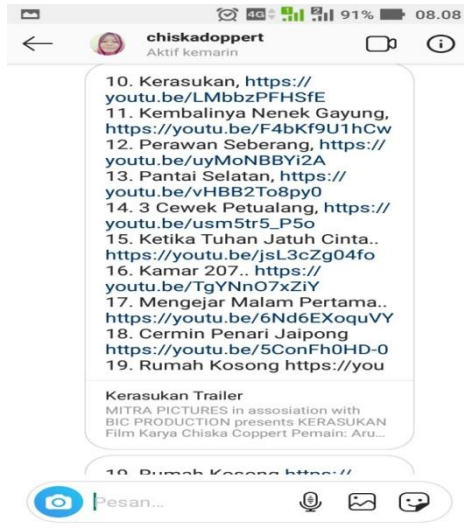 4G 91% 08.08
chiskadoppert
Aktif kemarin
10. Kerasukan, https://
youtu.be/LMbbzPFHSfE
11. Kembalinya Nenek Gayung,
https://youtu.be/F4bKf9U1hCw
12. Perawan Seberang, https://
youtu.be/uyMoNBBYi2A
13. Pantai Selatan, https://
youtu.be/vHBB2To8py0
14. 3 Cewek Petualang, https://
youtu.be/usm5tr5_P5o
15. Ketika Tuhan Jatuh Cinta..
https://youtu.be/jsL3cZg04fo
16. Kamar 207.. https://
youtu.be/TgYNnO7xZiY
17. Mengejar Malam Pertama..
https://youtu.be/6Nd6EXoquVY
18. Cermin Penari Jaipong
https://youtu.be/5ConFh0HD-0
19. Rumah Kosong https://you
Kerasukan Trailer
MITRA PICTURES in assosiation with
BIC PRODUCTION presents KERASUKAN
Film Karya Chiska Coppert Pemain: Aru...
19. Rumah Kosong https://
Pesan...